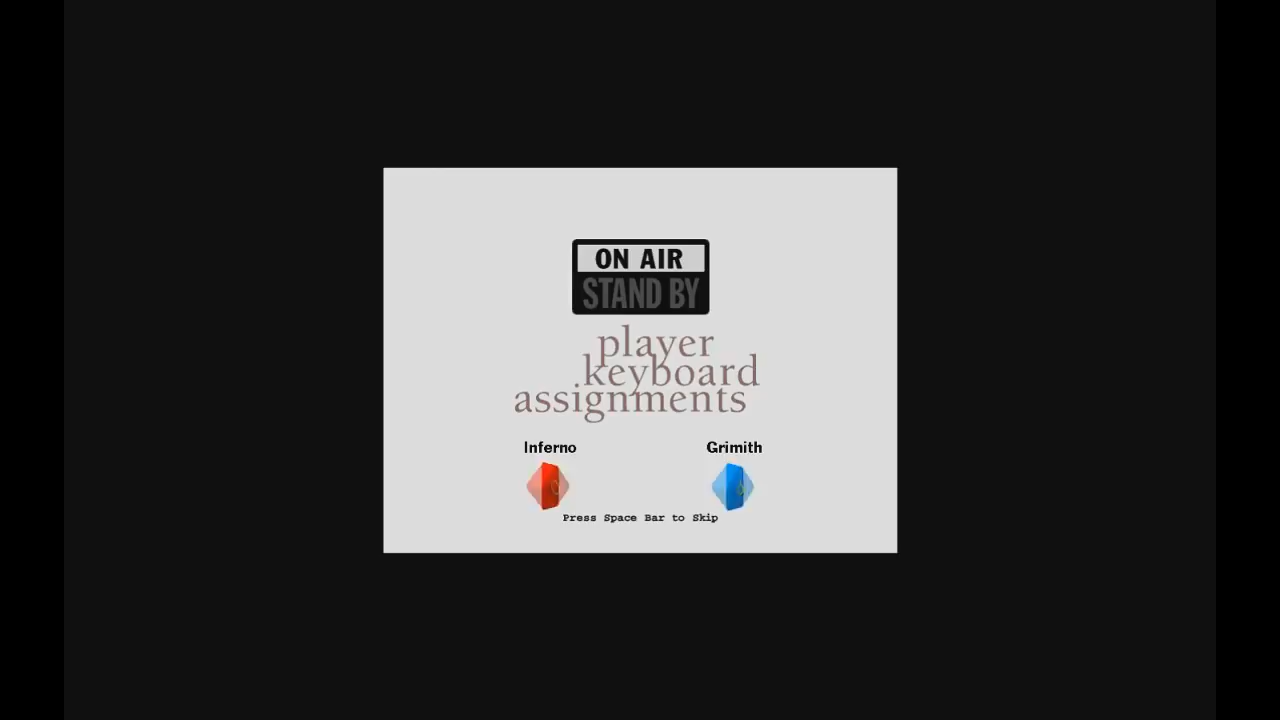 ON AIR
STAND BY
player
keyboard
assignments
Inferno Grimith
Press Space Bar to Skip